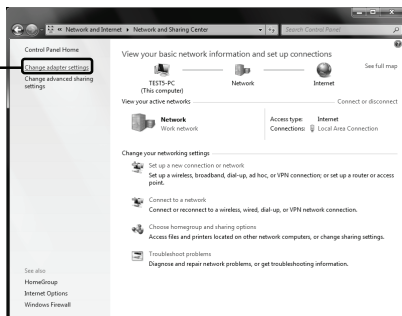 « Network and Internet ▸ Network and Sharing Center
Search Control Panel
Control Panel Home
Change adapter settings
Change advanced sharing
settings
View your basic network information and set up connections
See full map
TEST5-PC
(This computer)
Network
Internet
View your active networks
Connect or disconnect
Network
Work network
Access type: Internet
Connections: Local Area Connection
Change your networking settings
Set up a new connection or network
Set up a wireless, broadband, dial-up, ad hoc, or VPN connection; or set up a router or access
point.
Connect to a network
Connect or reconnect to a wireless, wired, dial-up, or VPN network connection.
Choose homegroup and sharing options
Access files and printers located on other network computers, or change sharing settings.
Troubleshoot problems
Diagnose and repair network problems, or get troubleshooting information.
See also
HomeGroup
Internet Options
Windows Firewall